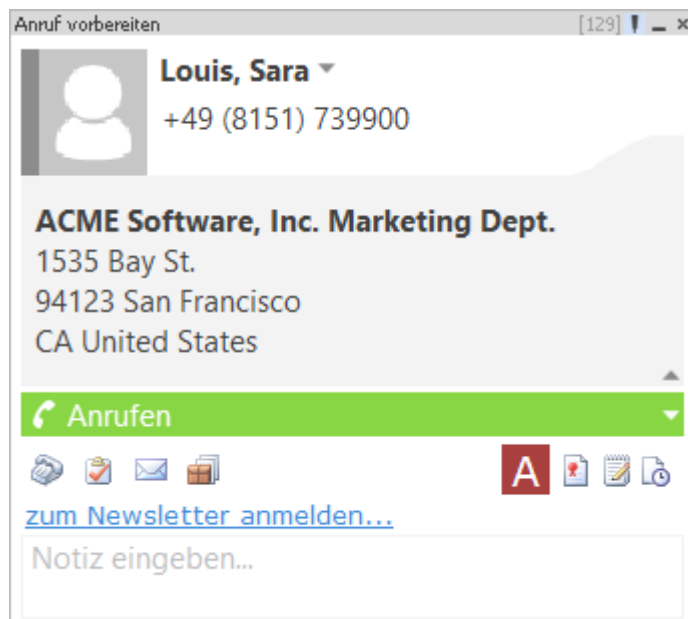 Anruf vorbereiten [129]
Louis, Sara
+49 (8151) 739900
ACME Software, Inc. Marketing Dept.
1535 Bay St.
94123 San Francisco
CA United States
Anrufen
A
zum Newsletter anmelden...
Notiz eingeben...